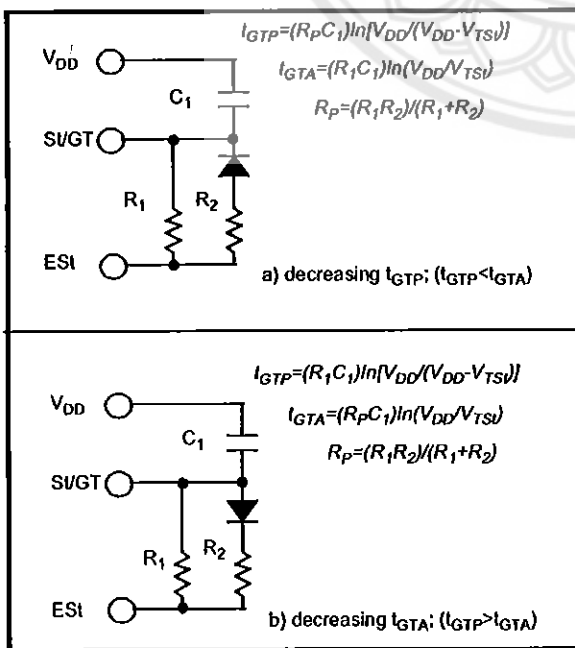 t_GTP=(R_PC_1)ln[V_DD/(V_DD-V_TSt)]
t_GTA=(R_1C_1)ln(V_DD/V_TSt)
R_P=(R_1R_2)/(R_1+R_2)
V_DD
C_1
St/GT
R_1
R_2
ESt
a) decreasing t_GTP; (t_GTP<t_GTA)
t_GTP=(R_1C_1)ln[V_DD/(V_DD-V_TSt)]
t_GTA=(R_PC_1)ln(V_DD/V_TSt)
R_P=(R_1R_2)/(R_1+R_2)
V_DD
C_1
St/GT
R_1
R_2
ESt
b) decreasing t_GTA; (t_GTP>t_GTA)